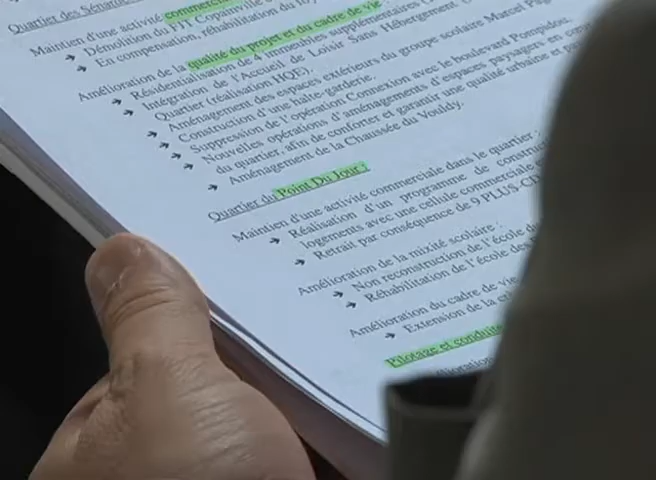 Quartier des Sénart
Maintien d'une activité commerciale
➔ Démolition du FJT Copasville
➔ En compensation, réhabilitation du
Amélioration de la qualité du projet et du cadre de vie
➔ Résidentialisation de 4 immeubles supplémentaires
➔ Intégration de l'Accueil de Loisir Sans Hébergement
Quartier (réalisation HQE).
➔ Aménagement des espaces extérieurs du groupe scolaire Marcel
➔ Construction d'une halte-garderie.
➔ Suppression de l'opération Connexion avec le boulevard Pompidou.
➔ Nouvelles opérations d'aménagements d'espaces paysagers en
du quartier, afin de conforter et garantir une qualité urbaine et
➔ Aménagement de la Chaussée du Vouldy.
Quartier du Point Du Jour :
Maintien d'une activité commerciale dans le quartier :
➔ Réalisation d'un programme de
logements avec une cellule commerciale
➔ Retrait par conséquence de 9 PLUS-CD
Amélioration de la mixité scolaire :
➔ Non reconstruction de l'école
➔ Réhabilitation de l'école des
Amélioration du cadre de vie
➔ Extension de la
Pilotage et conduite